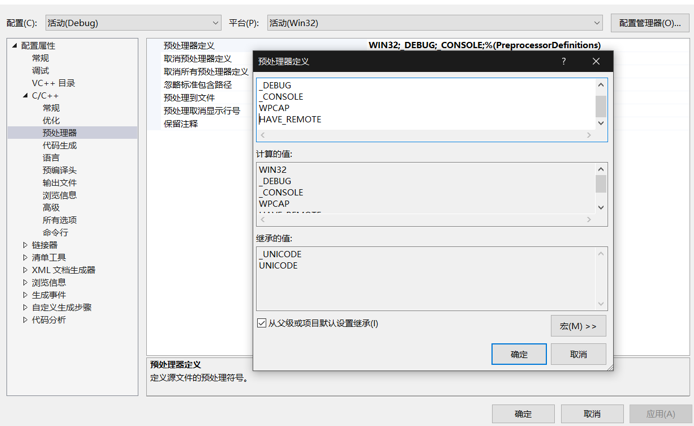 配置(C):
活动(Debug)
平台(P):
活动(Win32)
配置管理器(O)...
配置属性
常规
调试
VC++ 目录
C/C++
常规
优化
预处理器
代码生成
语言
预编译头
输出文件
浏览信息
高级
所有选项
命令行
链接器
清单工具
XML 文档生成器
浏览信息
生成事件
自定义生成步骤
代码分析
预处理器定义
WIN32;_DEBUG;_CONSOLE;%(PreprocessorDefinitions)
取消预处理器定义
取消所有预处理器定义
忽略标准包含路径
预处理到文件
预处理取消显示行号
保留注释
预处理器定义
?
_DEBUG
_CONSOLE
WPCAP
HAVE_REMOTE
计算的值:
WIN32
_DEBUG
_CONSOLE
WPCAP
HAVE_REMOTE
继承的值:
_UNICODE
UNICODE
从父级或项目默认设置继承(I)
宏(M) >>
确定
取消
预处理器定义
定义源文件的预处理符号。
确定
取消
应用(A)